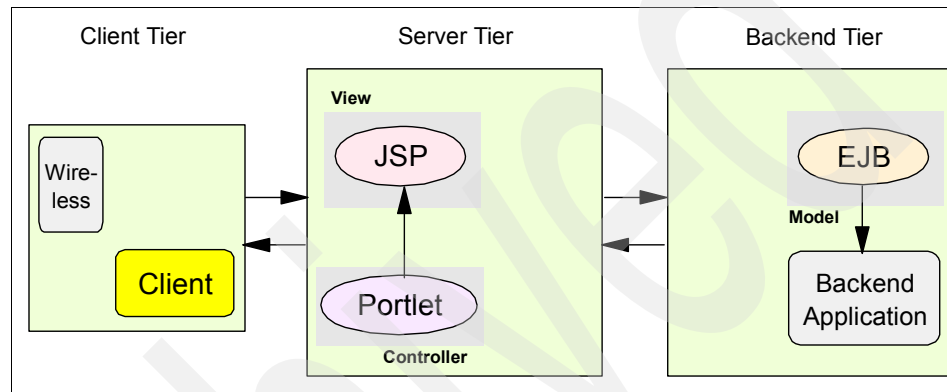 Client Tier
Server Tier
Backend Tier
Wire-
less
Client
View
JSP
Portlet
Controller
EJB
Model
Backend
Application